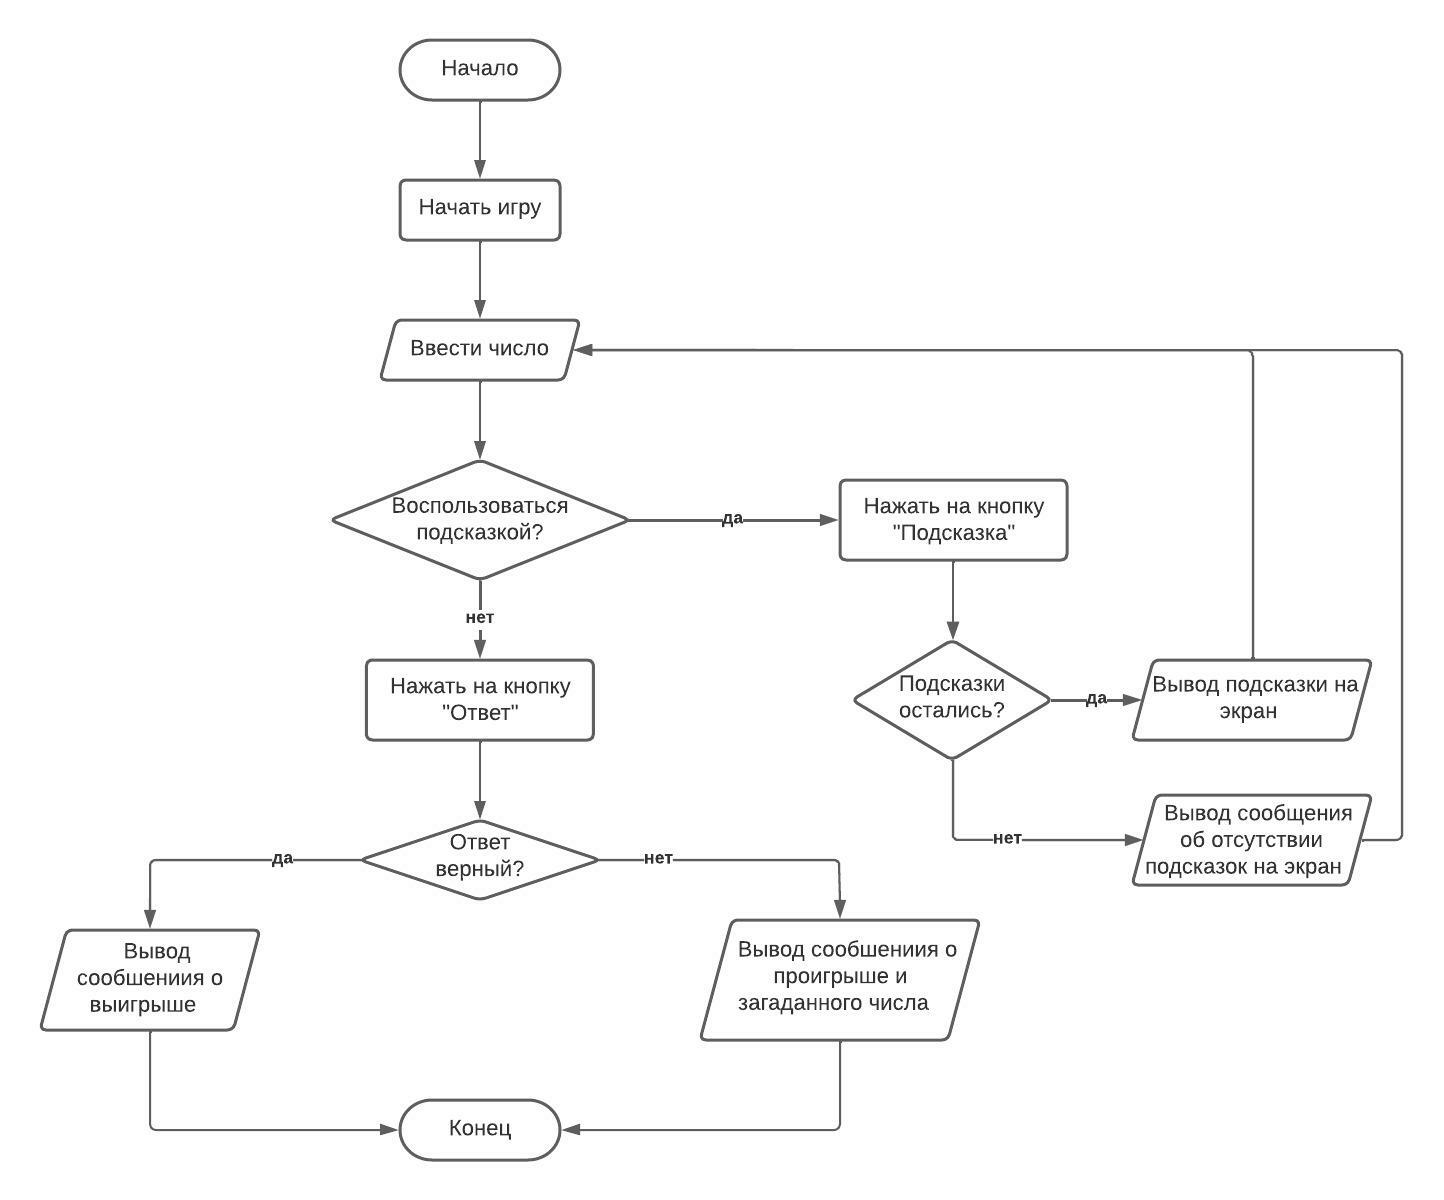 Начало
Начать игру
Ввести число
Воспользоваться
подсказкой?
да
Нажать на кнопку
"Подсказка"
нет
Нажать на кнопку
"Ответ"
Подсказки
остались?
да
Вывод подсказки на
экран
нет
Вывод сообщения
об отсутствии
подсказок на экран
Ответ
верный?
да
нет
Вывод
сообшениия о
выигрыше
Вывод сообшениия о
проигрыше и
загаданного числа
Конец